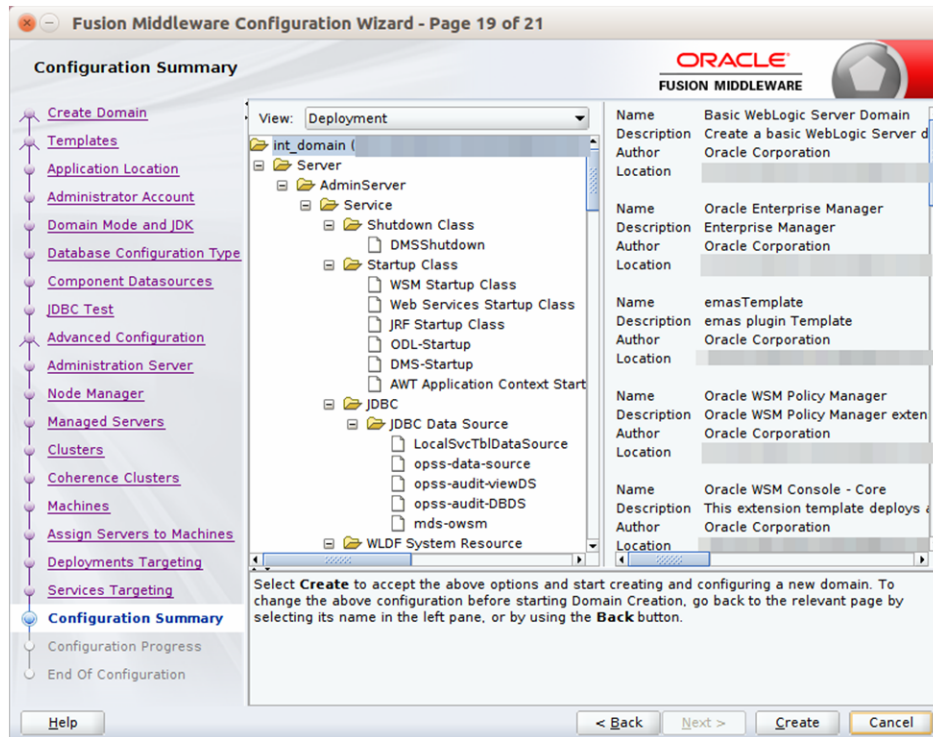 Fusion Middleware Configuration Wizard - Page 19 of 21
Configuration Summary
ORACLE
FUSION MIDDLEWARE
Create Domain
Templates
Application Location
Administrator Account
Domain Mode and JDK
Database Configuration Type
Component Datasources
JDBC Test
Advanced Configuration
Administration Server
Node Manager
Managed Servers
Clusters
Coherence Clusters
Machines
Assign Servers to Machines
Deployments Targeting
Services Targeting
Configuration Summary
Configuration Progress
End Of Configuration
View: Deployment
int_domain (
Server
AdminServer
Service
Shutdown Class
DMSShutdown
Startup Class
WSM Startup Class
Web Services Startup Class
JRF Startup Class
ODL-Startup
DMS-Startup
AWT Application Context Start
JDBC
JDBC Data Source
LocalSvcTblDataSource
opss-data-source
opss-audit-viewDS
opss-audit-DBDS
mds-owsm
WLDF System Resource
Name Basic WebLogic Server Domain
Description Create a basic WebLogic Server d
Author Oracle Corporation
Location
Name Oracle Enterprise Manager
Description Enterprise Manager
Author Oracle Corporation
Location
Name emasTemplate
Description emas plugin Template
Author Oracle Corporation
Location
Name Oracle WSM Policy Manager
Description Oracle WSM Policy Manager exten
Author Oracle Corporation
Location
Name Oracle WSM Console - Core
Description This extension template deploys a
Author Oracle Corporation
Location
Select Create to accept the above options and start creating and configuring a new domain. To
change the above configuration before starting Domain Creation, go back to the relevant page by
selecting its name in the left pane, or by using the Back button.
Help
< Back
Next >
Create
Cancel